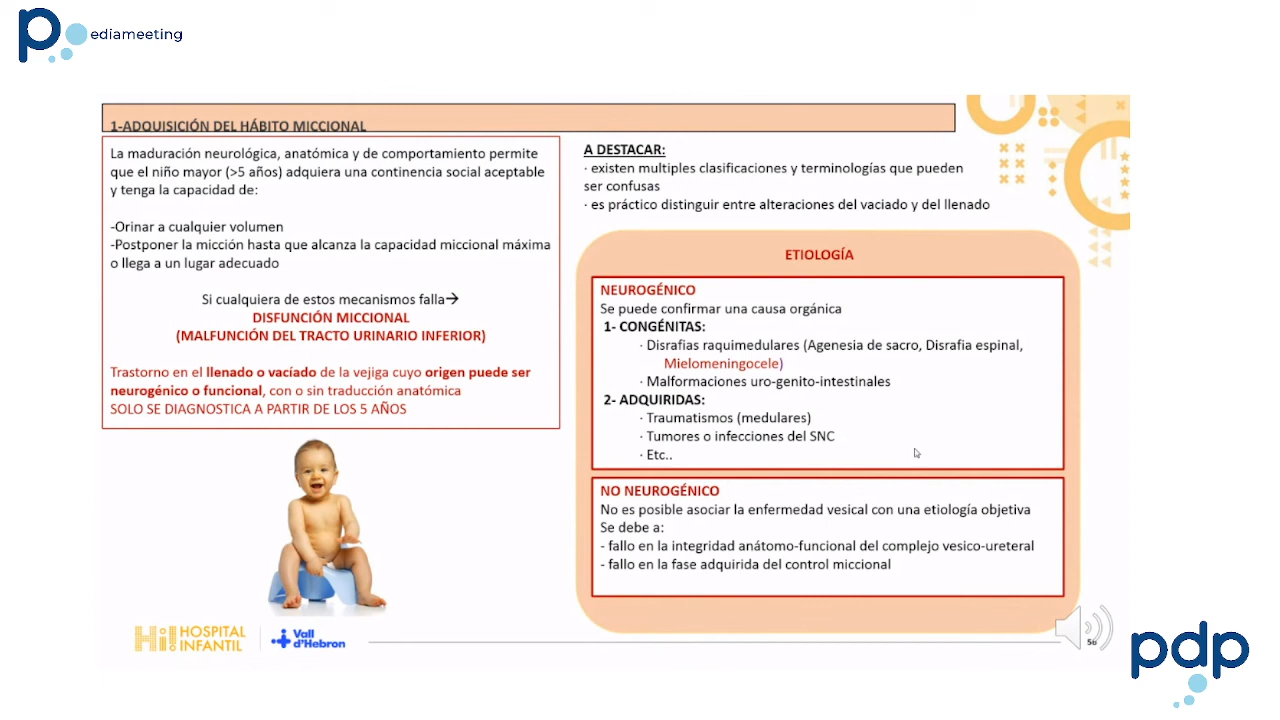 pediameeting
1-ADQUISICIÓN DEL HÁBITO MICCIONAL
La maduración neurológica, anatómica y de comportamiento permite
que el niño mayor (>5 años) adquiera una continencia social aceptable
y tenga la capacidad de:
-Orinar a cualquier volumen
-Postponer la micción hasta que alcanza la capacidad miccional máxima
o llega a un lugar adecuado
Si cualquiera de estos mecanismos falla→
DISFUNCIÓN MICCIONAL
(MALFUNCIÓN DEL TRACTO URINARIO INFERIOR)
Trastorno en el llenado o vacíado de la vejiga cuyo origen puede ser
neurogénico o funcional, con o sin traducción anatómica
SOLO SE DIAGNOSTICA A PARTIR DE LOS 5 AÑOS
A DESTACAR:
· existen multiples clasificaciones y terminologías que pueden
ser confusas
· es práctico distinguir entre alteraciones del vaciado y del llenado
ETIOLOGÍA
NEUROGÉNICO
Se puede confirmar una causa orgánica
1- CONGÉNITAS:
· Disrafias raquimedulares (Agenesia de sacro, Disrafia espinal,
Mielomeningocele)
· Malformaciones uro-genito-intestinales
2- ADQUIRIDAS:
· Traumatismos (medulares)
· Tumores o infecciones del SNC
· Etc..
NO NEUROGÉNICO
No es posible asociar la enfermedad vesical con una etiología objetiva
Se debe a:
- fallo en la integridad anátomo-funcional del complejo vesico-ureteral
- fallo en la fase adquirida del control miccional
Hi! HOSPITAL
INFANTIL
Vall
d'Hebron
56
pdp